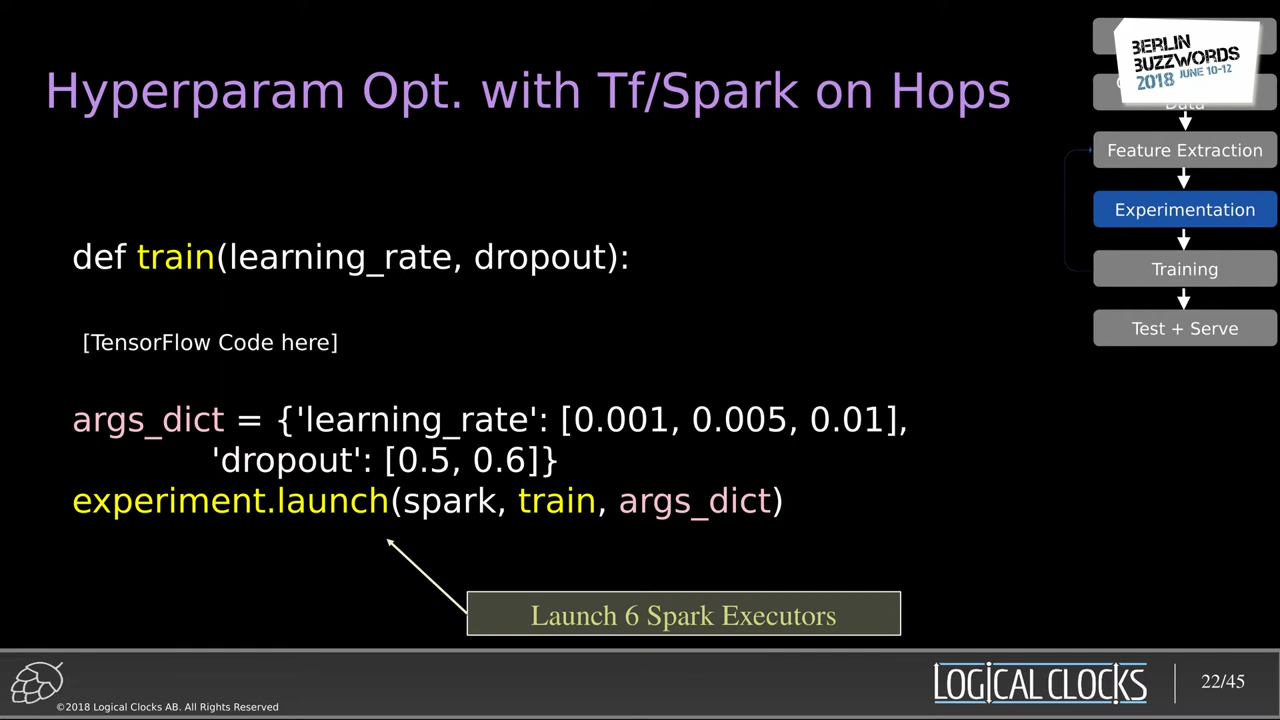 Hyperparam Opt. with Tf/Spark on Hops
BERLIN
BUZZWORDS
2018 JUNE 10-12
Data
Feature Extraction
Experimentation
Training
Test + Serve
def train(learning_rate, dropout):
[TensorFlow Code here]
args_dict = {'learning_rate': [0.001, 0.005, 0.01],
'dropout': [0.5, 0.6]}
experiment.launch(spark, train, args_dict)
Launch 6 Spark Executors
©2018 Logical Clocks AB. All Rights Reserved
LOGICAL CLOCKS
22/45